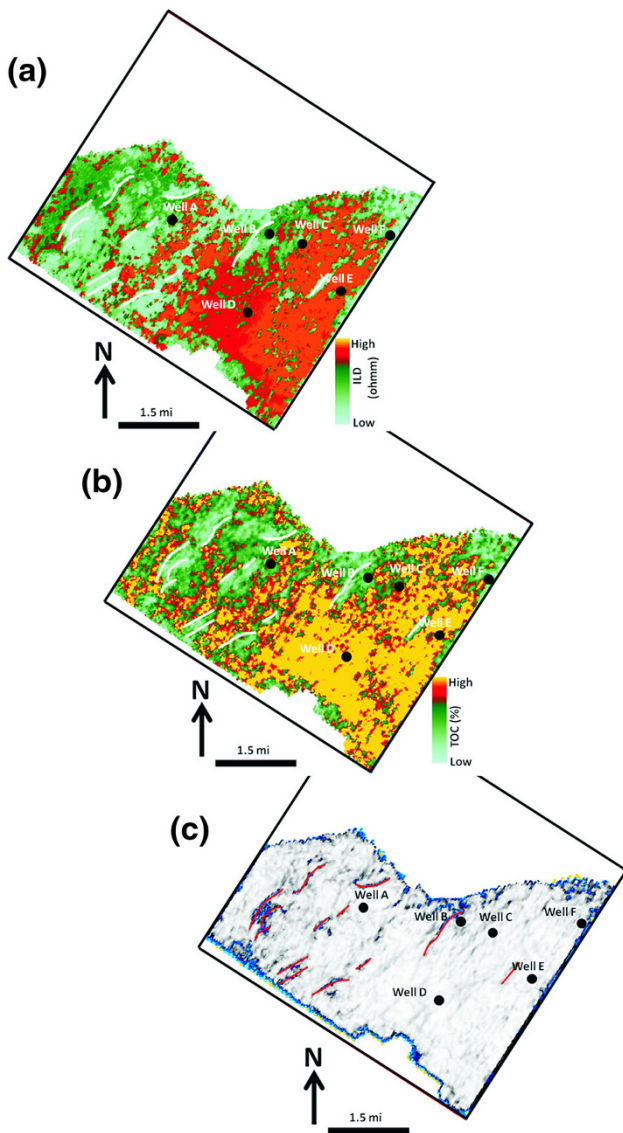 (a)
Well A
Well B
Well C
Well F
Well E
Well D
N
1.5 mi
High
ILD
(ohmm)
Low
(b)
Well A
Well B
Well C
Well F
Well E
Well D
N
1.5 mi
High
TOC (%)
Low
(c)
Well A
Well B
Well C
Well F
Well E
Well D
N
1.5 mi